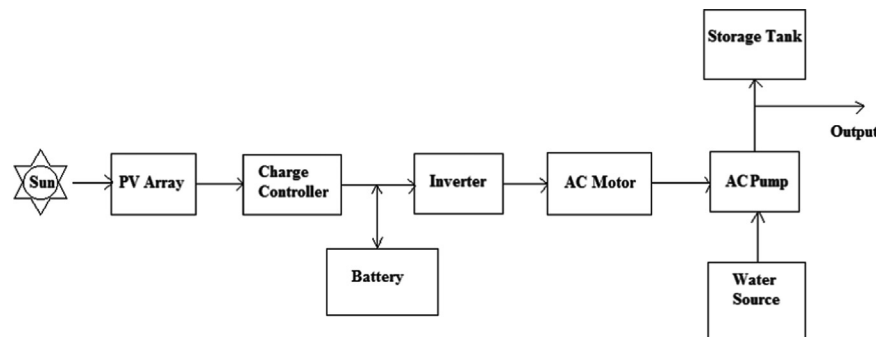 Storage Tank
Output
Sun
PV Array
Charge
Controller
Inverter
AC Motor
AC Pump
Battery
Water
Source